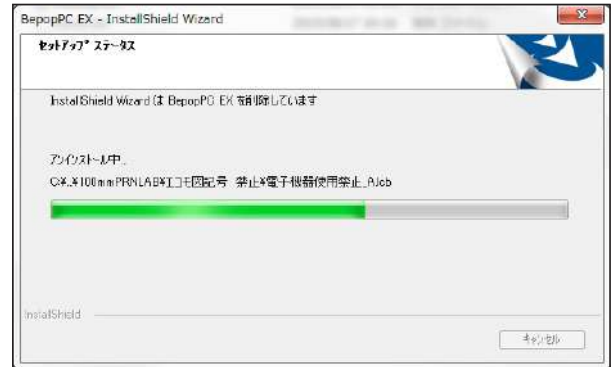 BepopPC EX - InstallShield Wizard
セットアップ ステータス
InstallShield Wizard は BepopPC EX を削除しています
アンインストール中..
C:¥..¥100mmPRNLAB¥エコモ図記号 禁止¥電子機器使用禁止_A.lcb
InstallShield
キャンセル